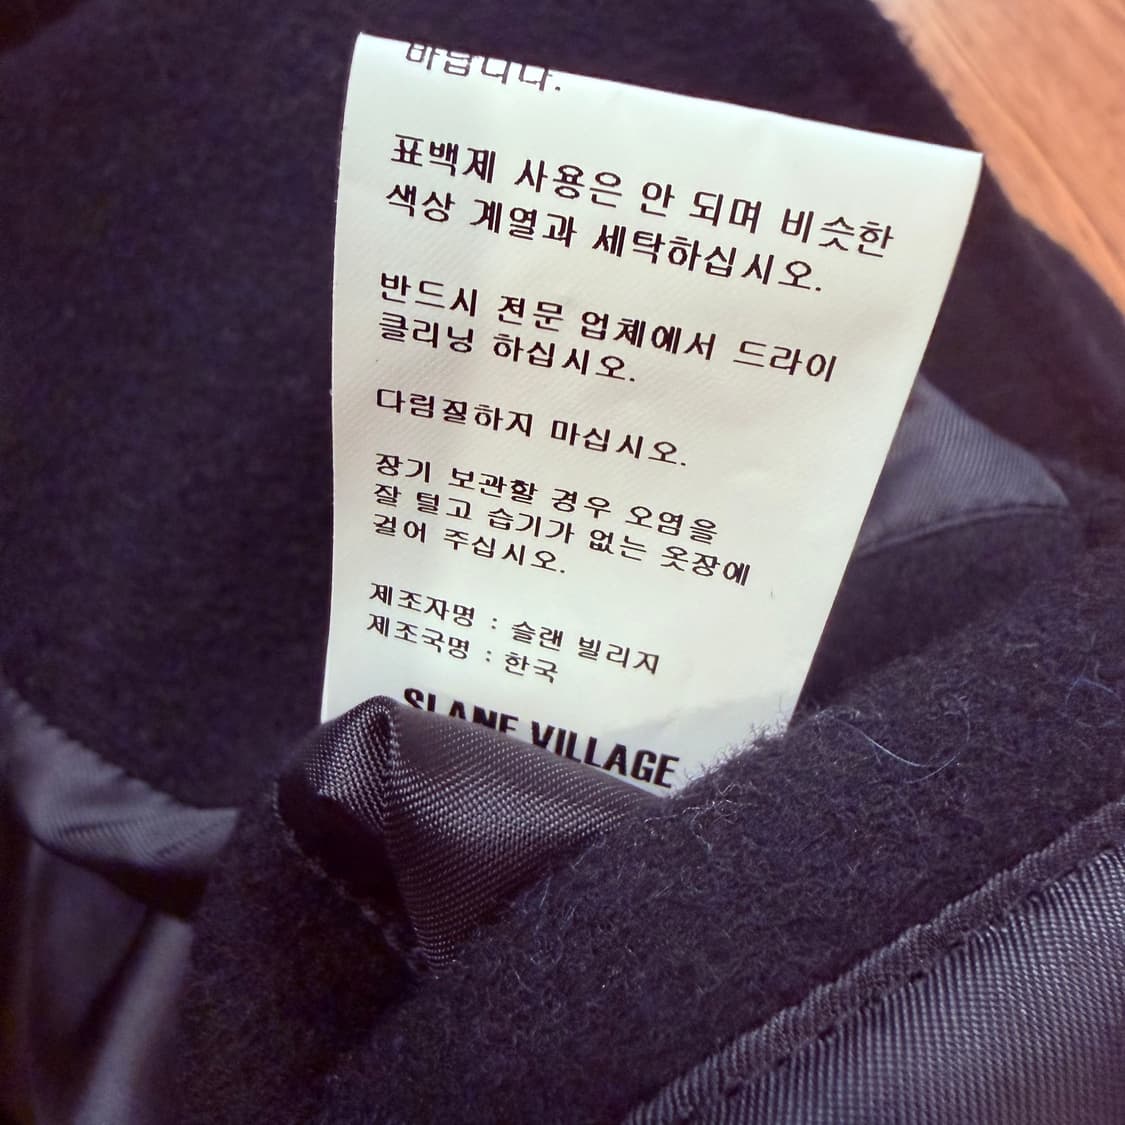 바랍니다.
표백제 사용은 안 되며 비슷한
색상 계열과 세탁하십시오.
반드시 전문 업체에서 드라이
클리닝 하십시오.
다림질하지 마십시오.
장기 보관할 경우 오염을
잘 털고 습기가 없는 옷장에
걸어 주십시오.
제조자명 : 슬랜 빌리지
제조국명 : 한국
SLANE VILLAGE